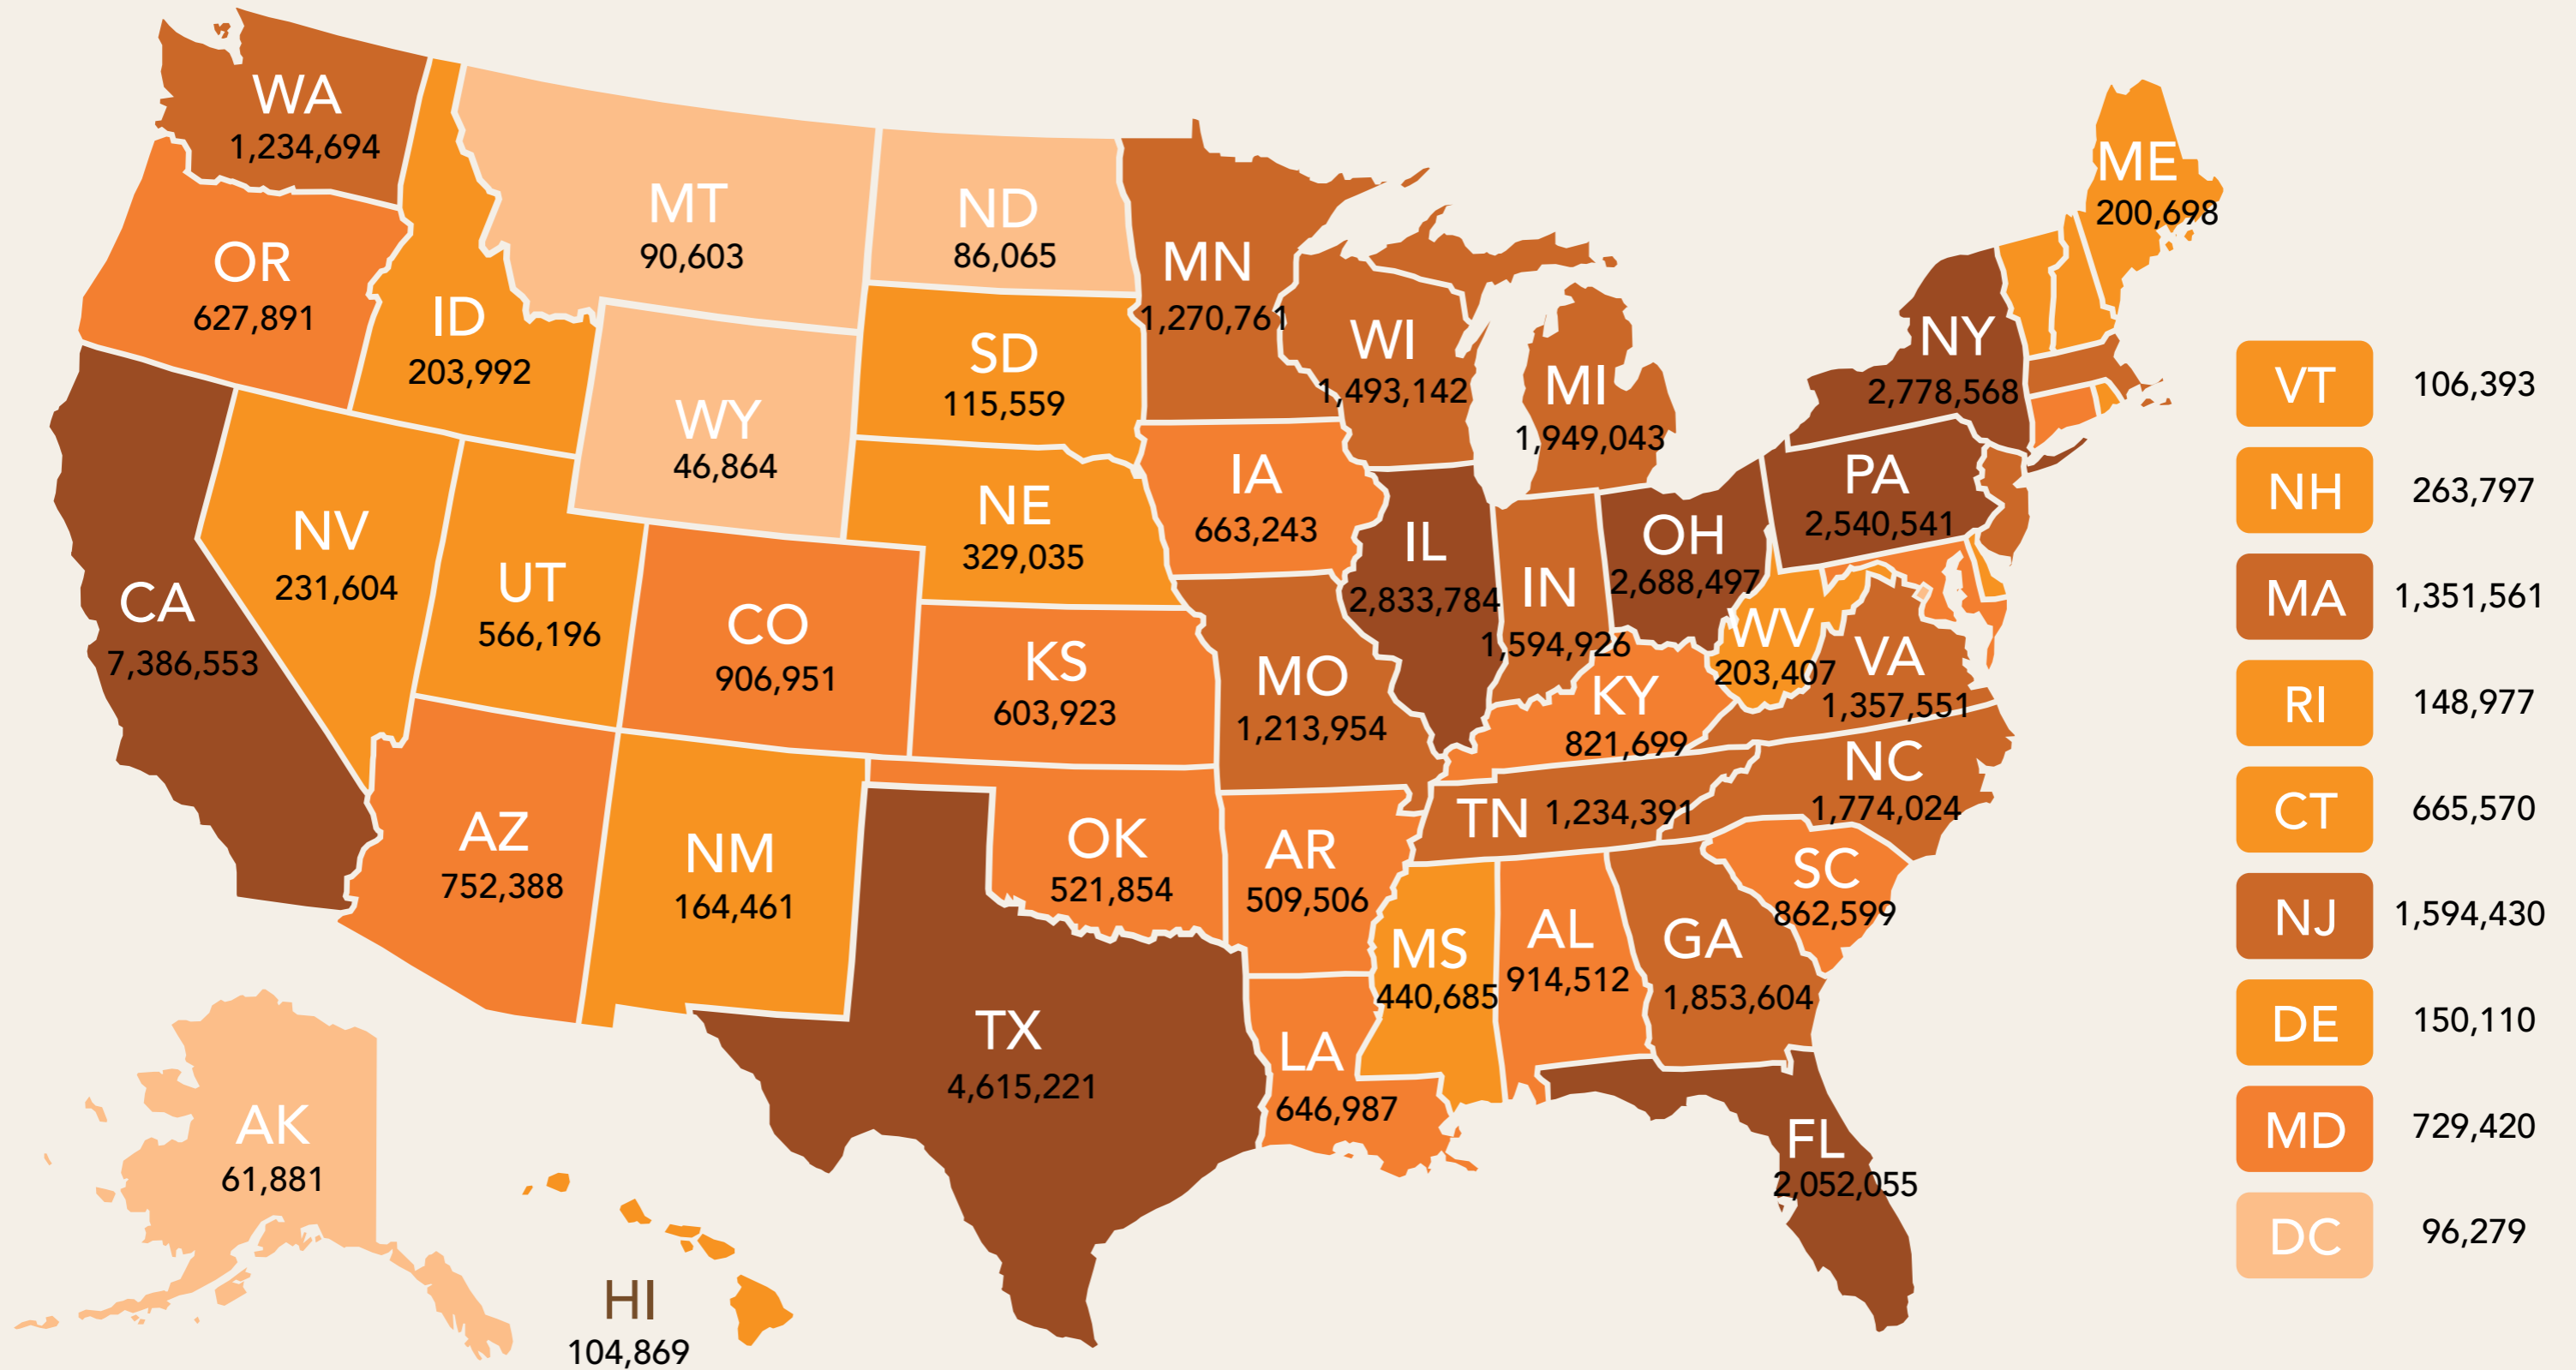 WA
1,234,694
OR
627,891
CA
7,386,553
ID
203,992
NV
231,604
MT
90,603
WY
46,864
UT
566,196
AZ
752,388
ND
86,065
SD
115,559
NE
329,035
CO
906,951
KS
603,923
NM
164,461
OK
521,854
TX
4,615,221
MN
1,270,761
IA
663,243
MO
1,213,954
AR
509,506
LA
646,987
WI
1,493,142
MI
1,949,043
IL
2,833,784
IN
1,594,926
OH
2,688,497
KY
821,699
TN 1,234,391
MS
440,685
AL
914,512
GA
1,853,604
FL
2,052,055
SC
862,599
NC
1,774,024
VA
1,357,551
WV
203,407
PA
2,540,541
NY
2,778,568
ME
200,698
AK
61,881
HI
104,869
VT 106,393
NH 263,797
MA 1,351,561
RI 148,977
CT 665,570
NJ 1,594,430
DE 150,110
MD 729,420
DC 96,279